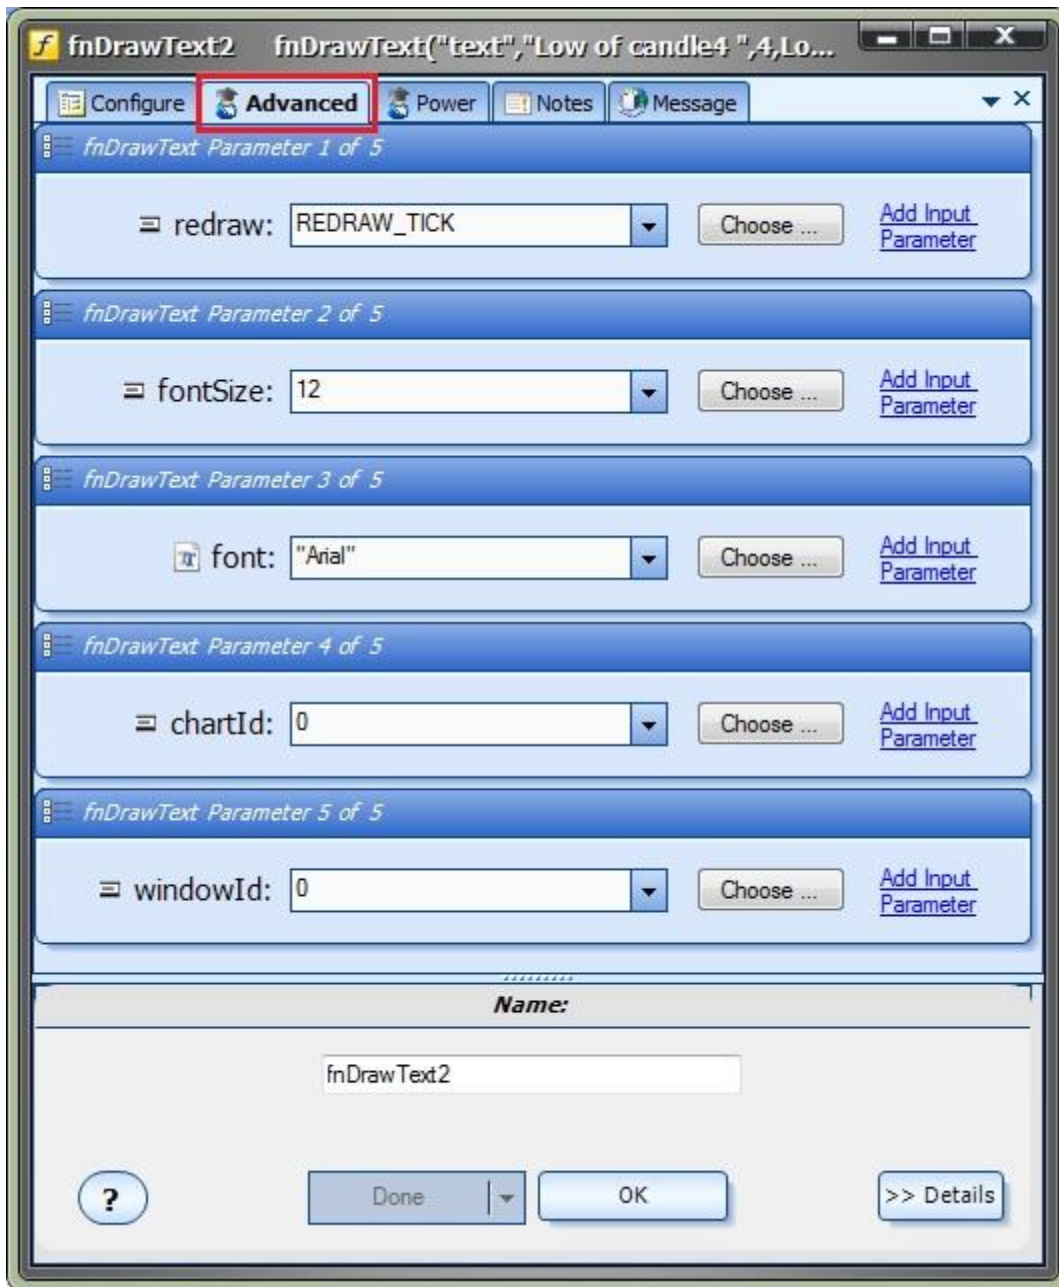 fnDrawText2 fnDrawText("text","Low of candle4 ",4,Lo...
Configure Advanced Power Notes Message
fnDrawText Parameter 1 of 5
redraw: REDRAW_TICK Choose ... Add Input
Parameter
fnDrawText Parameter 2 of 5
fontSize: 12 Choose ... Add Input
Parameter
fnDrawText Parameter 3 of 5
font: "Arial" Choose ... Add Input
Parameter
fnDrawText Parameter 4 of 5
chartId: 0 Choose ... Add Input
Parameter
fnDrawText Parameter 5 of 5
windowId: 0 Choose ... Add Input
Parameter
Name:
fnDrawText2
? Done OK >> Details